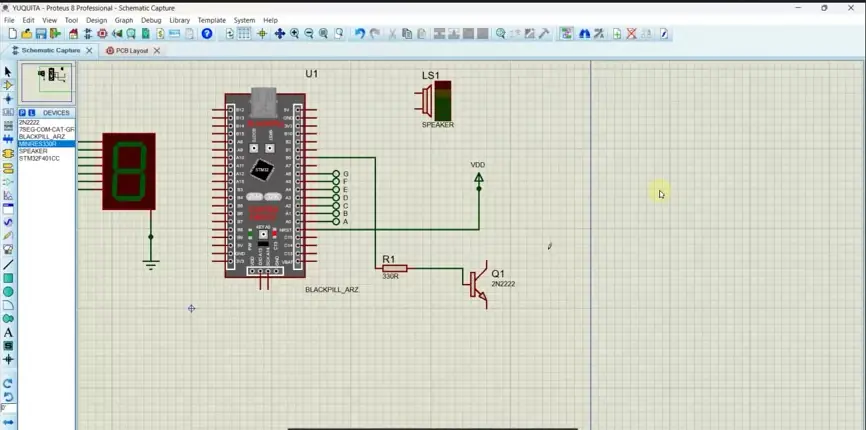 YUQUITA - Proteus 8 Professional - Schematic Capture
File Edit View Tool Design Graph Debug Library Template System Help
Schematic Capture PCB Layout
P L DEVICES
2N2222
7SEG-COM-CAT-GR
BLACKPILL_ARZ
MINRES330R
SPEAKER
STM32F401CC
U1
STM32
G
F
E
D
C
B
A
BLACKPILL_ARZ
LS1
SPEAKER
VDD
R1
330R
Q1
2N2222